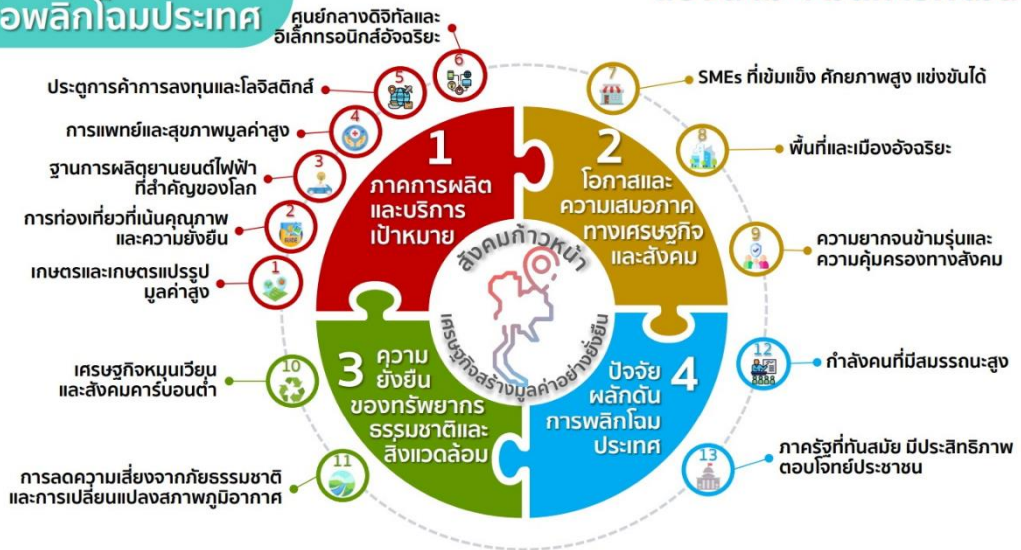 อพลิกโฉมประเทศ
ศูนย์กลางดิจิทัลและ
อิเล็กทรอนิกส์อัจฉริยะ
6
ประตูการค้าการลงทุนและโลจิสติกส์
5
การแพทย์และสุขภาพมูลค่าสูง
4
ฐานการผลิตยานยนต์ไฟฟ้า
ที่สำคัญของโลก
3
การท่องเที่ยวที่เน้นคุณภาพ
และความยั่งยืน
2
เกษตรและเกษตรแปรรูป
มูลค่าสูง
1
1
ภาคการผลิต
และบริการ
เป้าหมาย
2
โอกาสและ
ความเสมอภาค
ทางเศรษฐกิจ
และสังคม
7
SMEs ที่เข้มแข็ง ศักยภาพสูง แข่งขันได้
8
พื้นที่และเมืองอัจฉริยะ
9
ความยากจนข้ามรุ่นและ
ความคุ้มครองทางสังคม
สังคมก้าวหน้า
เศรษฐกิจสร้างมูลค่าอย่างยั่งยืน
เศรษฐกิจหมุนเวียน
และสังคมคาร์บอนต่ำ
10
การลดความเสี่ยงจากภัยธรรมชาติ
และการเปลี่ยนแปลงสภาพภูมิอากาศ
11
3 ความ
ยั่งยืน
ของทรัพยากร
ธรรมชาติและ
สิ่งแวดล้อม
ปัจจัย 4
ผลักดัน
การพลิกโฉม
ประเทศ
12
กำลังคนที่มีสมรรถนะสูง
13
ภาครัฐที่ทันสมัย มีประสิทธิภาพ
ตอบโจทย์ประชาชน